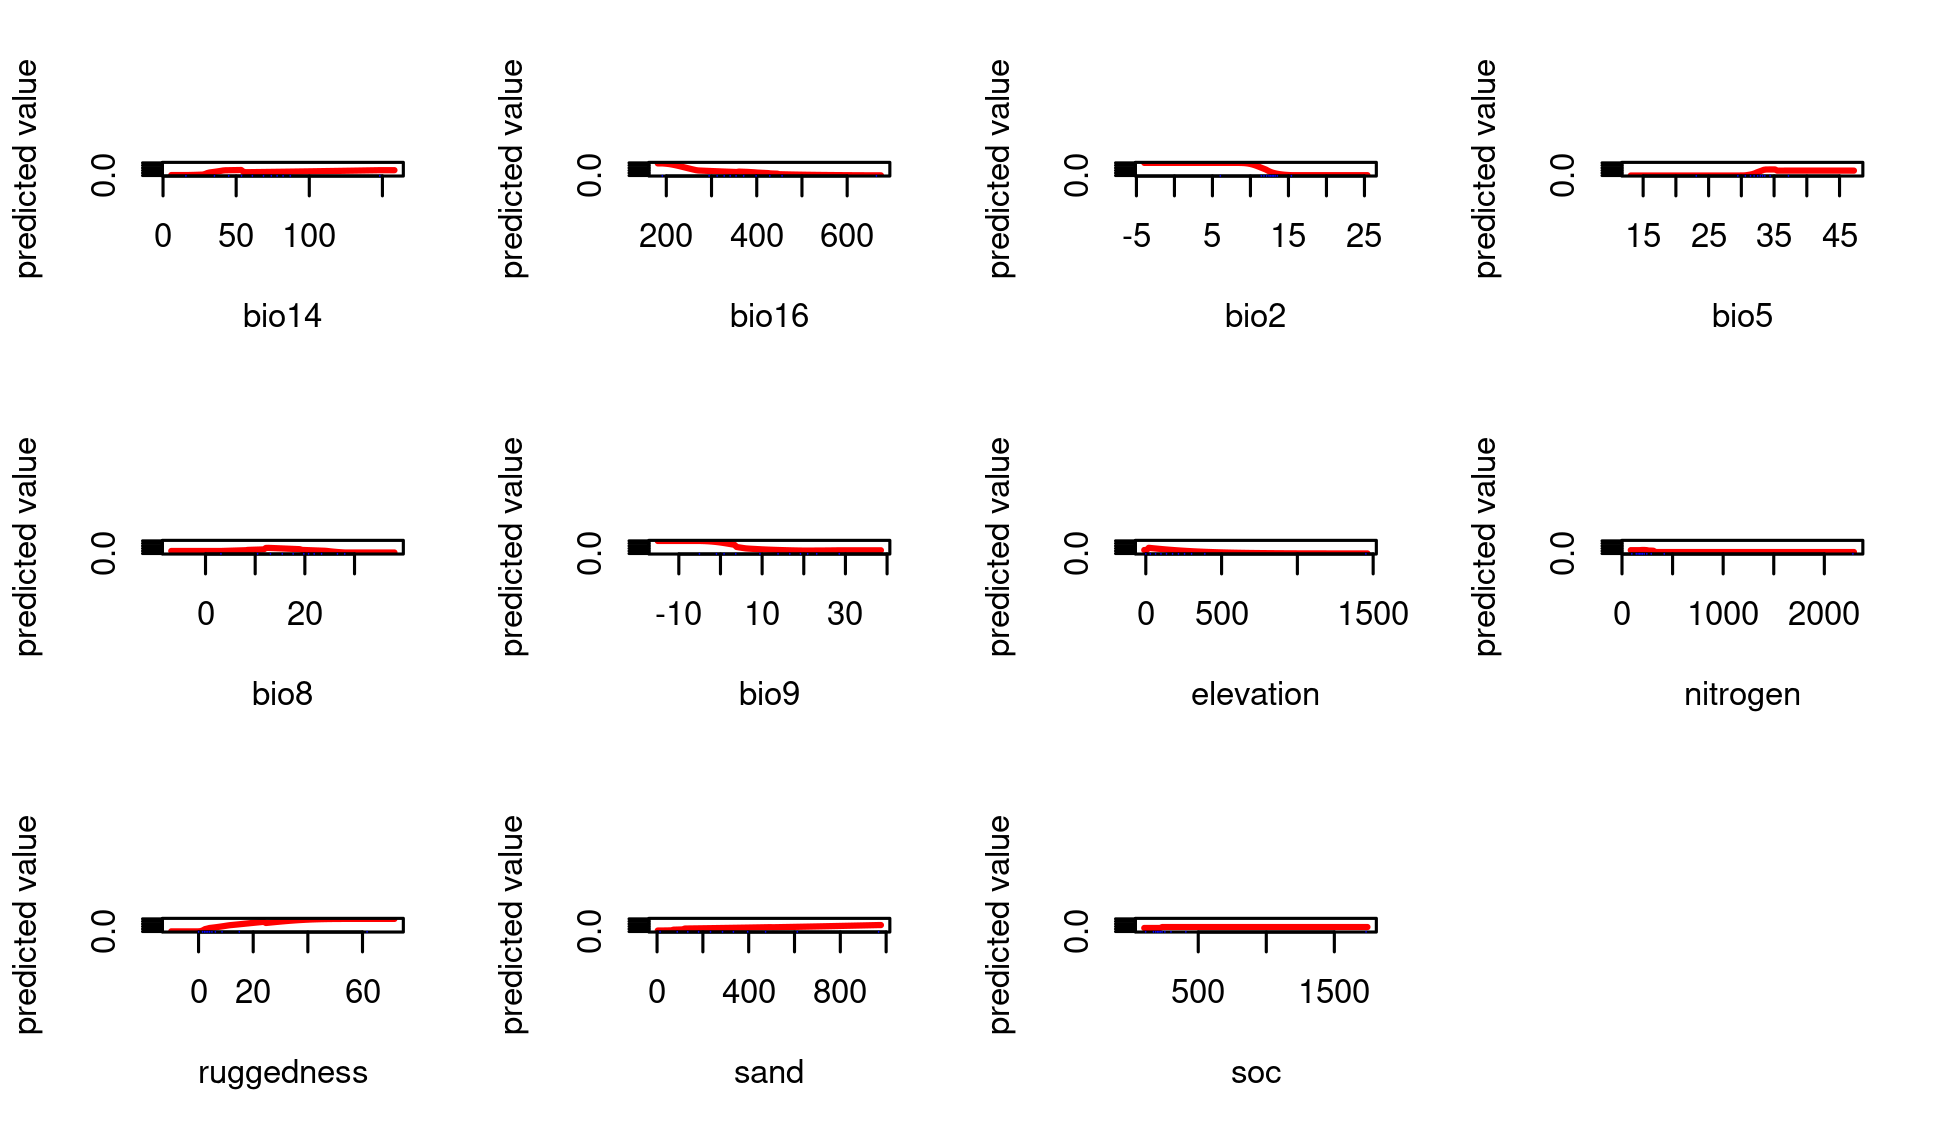 predicted value
0.0
0 50 100
bio14
predicted value
0.0
200 400 600
bio16
predicted value
0.0
-5 5 15 25
bio2
predicted value
0.0
15 25 35 45
bio5
predicted value
0.0
0 20
bio8
predicted value
0.0
-10 10 30
bio9
predicted value
0.0
0 500 1500
elevation
predicted value
0.0
0 1000 2000
nitrogen
predicted value
0.0
0 20 60
ruggedness
predicted value
0.0
0 400 800
sand
predicted value
0.0
500 1500
soc